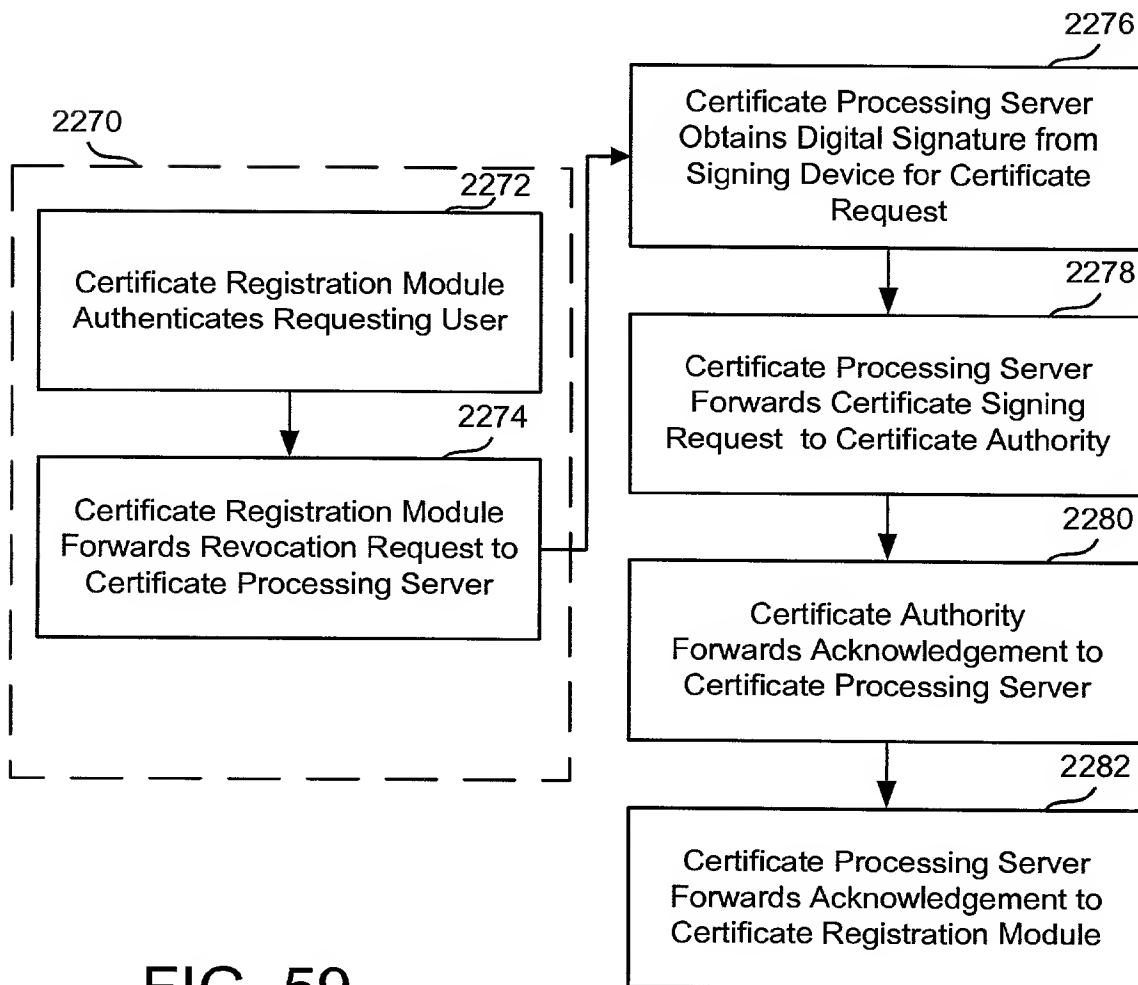 2270
2272
Certificate Registration Module
Authenticates Requesting User
2274
Certificate Registration Module
Forwards Revocation Request to
Certificate Processing Server
2276
Certificate Processing Server
Obtains Digital Signature from
Signing Device for Certificate
Request
2278
Certificate Processing Server
Forwards Certificate Signing
Request to Certificate Authority
2280
Certificate Authority
Forwards Acknowledgement to
Certificate Processing Server
2282
Certificate Processing Server
Forwards Acknowledgement to
Certificate Registration Module
FIG. 59